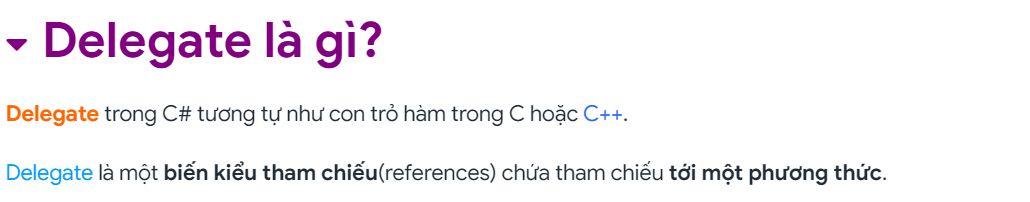 Delegate là gì?
Delegate trong C# tương tự như con trỏ hàm trong C hoặc C++.
Delegate là một biến kiểu tham chiếu(references) chứa tham chiếu tới một phương thức.